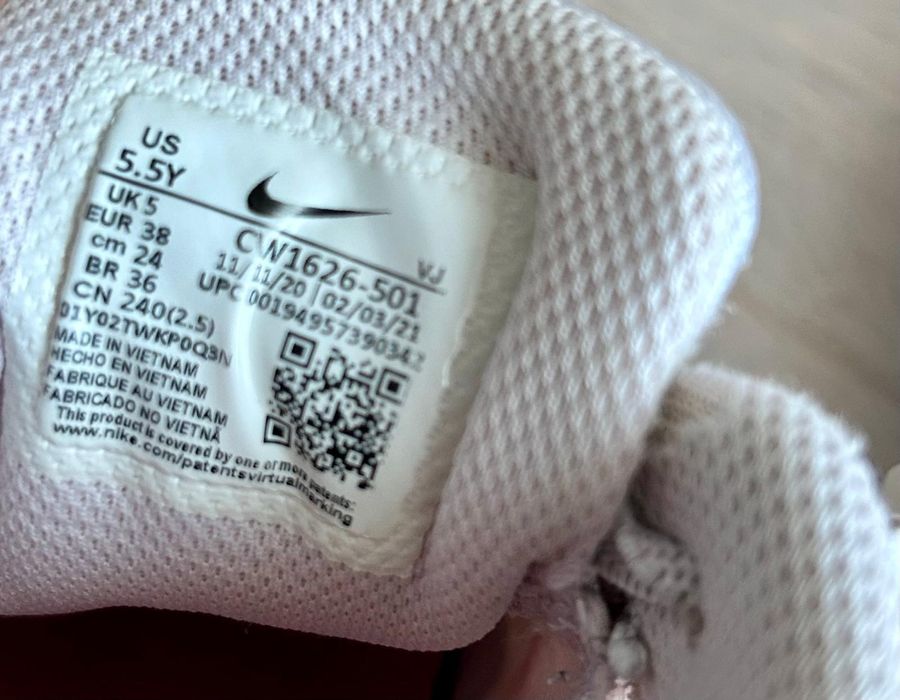 US
5.5Y
UK 5
EUR 38
cm 24
BR 36
CN 240(2.5)
VJ
CW1626-501
11/11/20 | 02/03/21
UPC 00194957390342
MADE IN VIETNAM
HECHO EN VIETNAM
FABRIQUE AU VIETNAM
FABRICADO NO VIETNÃ
This product is covered by one or more patents:
www.nike.com/patentsvirtualmarking